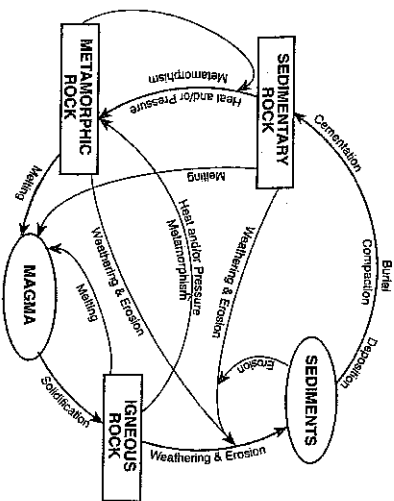 Deposition
Burial
Compaction
Cementation
SEDIMENTS
Erosion
Weathering & Erosion
SEDIMENTARY
ROCK
Weathering & Erosion
Melting
Heat and/or Pressure
Metamorphism
Heat and/or Pressure
Metamorphism
IGNEOUS
ROCK
Weathering & Erosion
METAMORPHIC
ROCK
Melting
Melting
Solidification
MAGMA